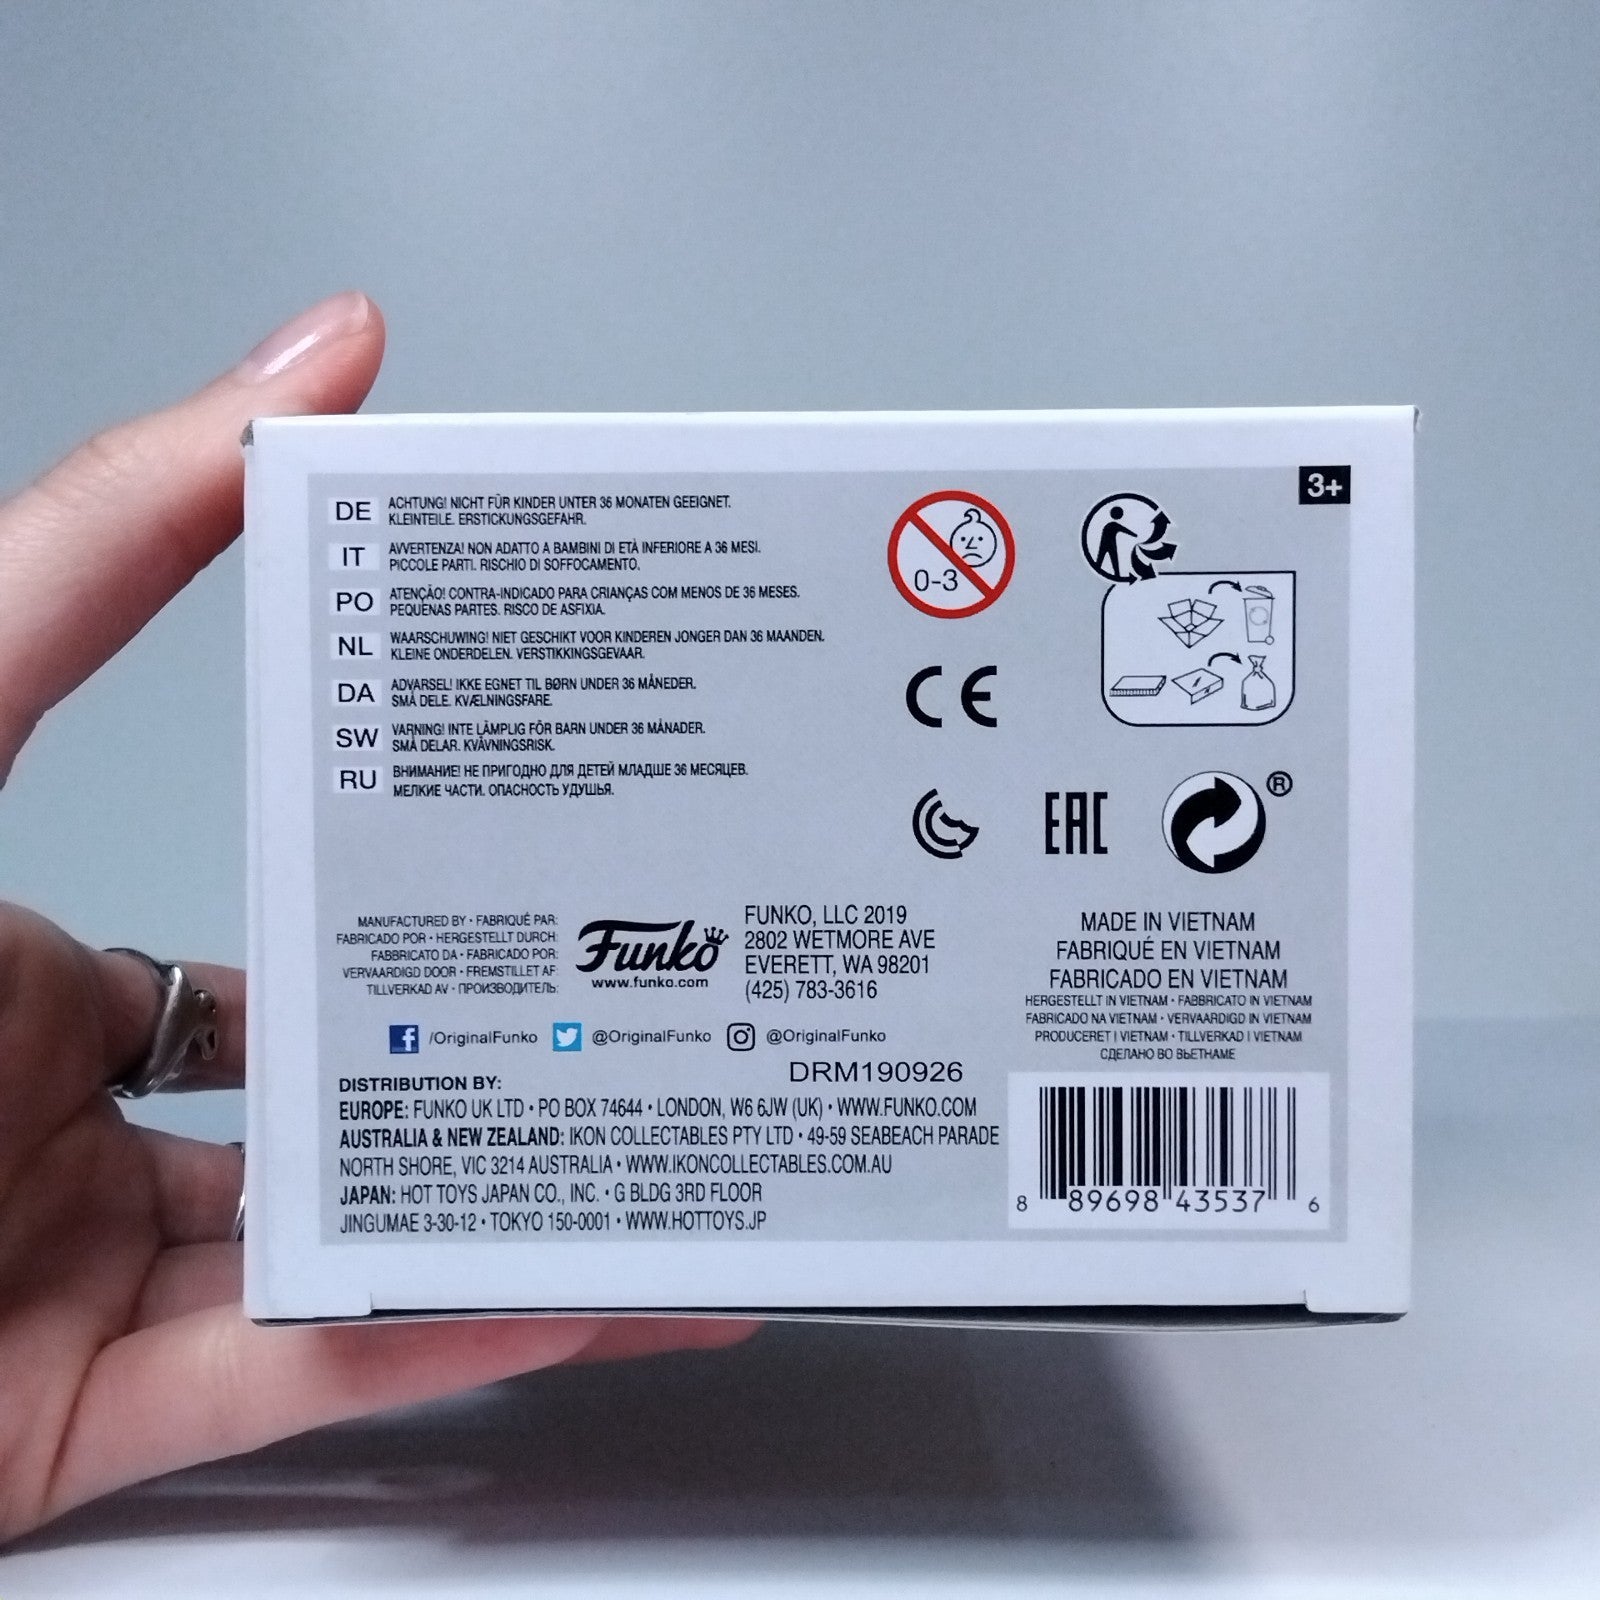 3+
DE ACHTUNG! NICHT FÜR KINDER UNTER 36 MONATEN GEEIGNET.
KLEINTEILE. ERSTICKUNGSGEFAHR.
IT AVVERTENZA! NON ADATTO A BAMBINI DI ETÀ INFERIORE A 36 MESI.
PICCOLE PARTI. RISCHIO DI SOFFOCAMENTO.
PO ATENÇÃO! CONTRA-INDICADO PARA CRIANÇAS COM MENOS DE 36 MESES.
PEQUENAS PARTES. RISCO DE ASFIXIA.
NL WAARSCHUWING! NIET GESCHIKT VOOR KINDEREN JONGER DAN 36 MAANDEN.
KLEINE ONDERDELEN. VERSTIKKINGSGEVAAR.
DA ADVARSEL! IKKE EGNET TIL BØRN UNDER 36 MÅNEDER.
SMÅ DELE. KVÆLNINGSFARE.
SW VARNING! INTE LÄMPLIG FÖR BARN UNDER 36 MÅNADER.
SMÅ DELAR. KVÄVNINGSRISK.
RU ВНИМАНИЕ! НЕ ПРИГОДНО ДЛЯ ДЕТЕЙ МЛАДШЕ 36 МЕСЯЦЕВ.
МЕЛКИЕ ЧАСТИ. ОПАСНОСТЬ УДУШЬЯ.
0-3
CE
EAC
®
MANUFACTURED BY • FABRIQUÉ PAR:
FABRICADO POR • HERGESTELLT DURCH:
FABBRICATO DA • FABRICADO POR:
VERVAARDIGD DOOR • FREMSTILLET AF:
TILLVERKAD AV • ПРОИЗВОДИТЕЛЬ:
Funko
www.funko.com
FUNKO, LLC 2019
2802 WETMORE AVE
EVERETT, WA 98201
(425) 783-3616
MADE IN VIETNAM
FABRIQUÉ EN VIETNAM
FABRICADO EN VIETNAM
HERGESTELLT IN VIETNAM • FABBRICATO IN VIETNAM
FABRICADO NA VIETNAM • VERVAARDIGD IN VIETNAM
PRODUCERET I VIETNAM • TILLVERKAD I VIETNAM
СДЕЛАНО ВО ВЬЕТНАМЕ
f /OriginalFunko @OriginalFunko @OriginalFunko
DRM190926
DISTRIBUTION BY:
EUROPE: FUNKO UK LTD • PO BOX 74644 • LONDON, W6 6JW (UK) • WWW.FUNKO.COM
AUSTRALIA & NEW ZEALAND: IKON COLLECTABLES PTY LTD • 49-59 SEABEACH PARADE
NORTH SHORE, VIC 3214 AUSTRALIA • WWW.IKONCOLLECTABLES.COM.AU
JAPAN: HOT TOYS JAPAN CO., INC. • G BLDG 3RD FLOOR
JINGUMAE 3-30-12 • TOKYO 150-0001 • WWW.HOTTOYS.JP
8 89698 43537 6